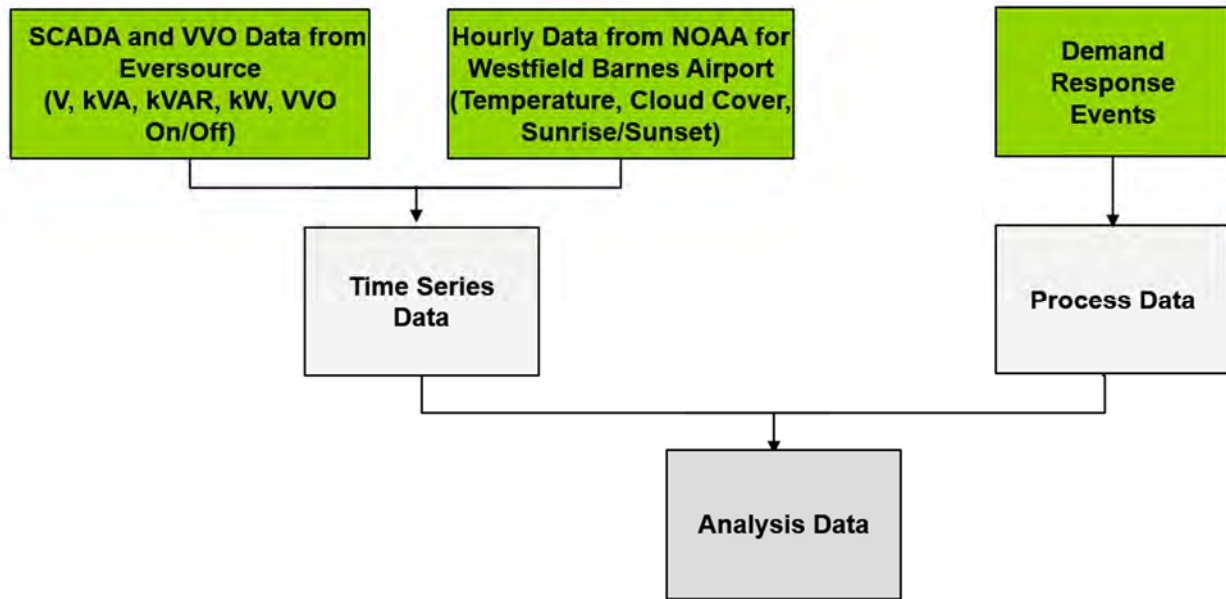 SCADA and VVO Data from
Eversource
(V, kVA, kVAR, kW, VVO
On/Off)
Hourly Data from NOAA for
Westfield Barnes Airport
(Temperature, Cloud Cover,
Sunrise/Sunset)
Demand
Response
Events
Time Series
Data
Process Data
Analysis Data